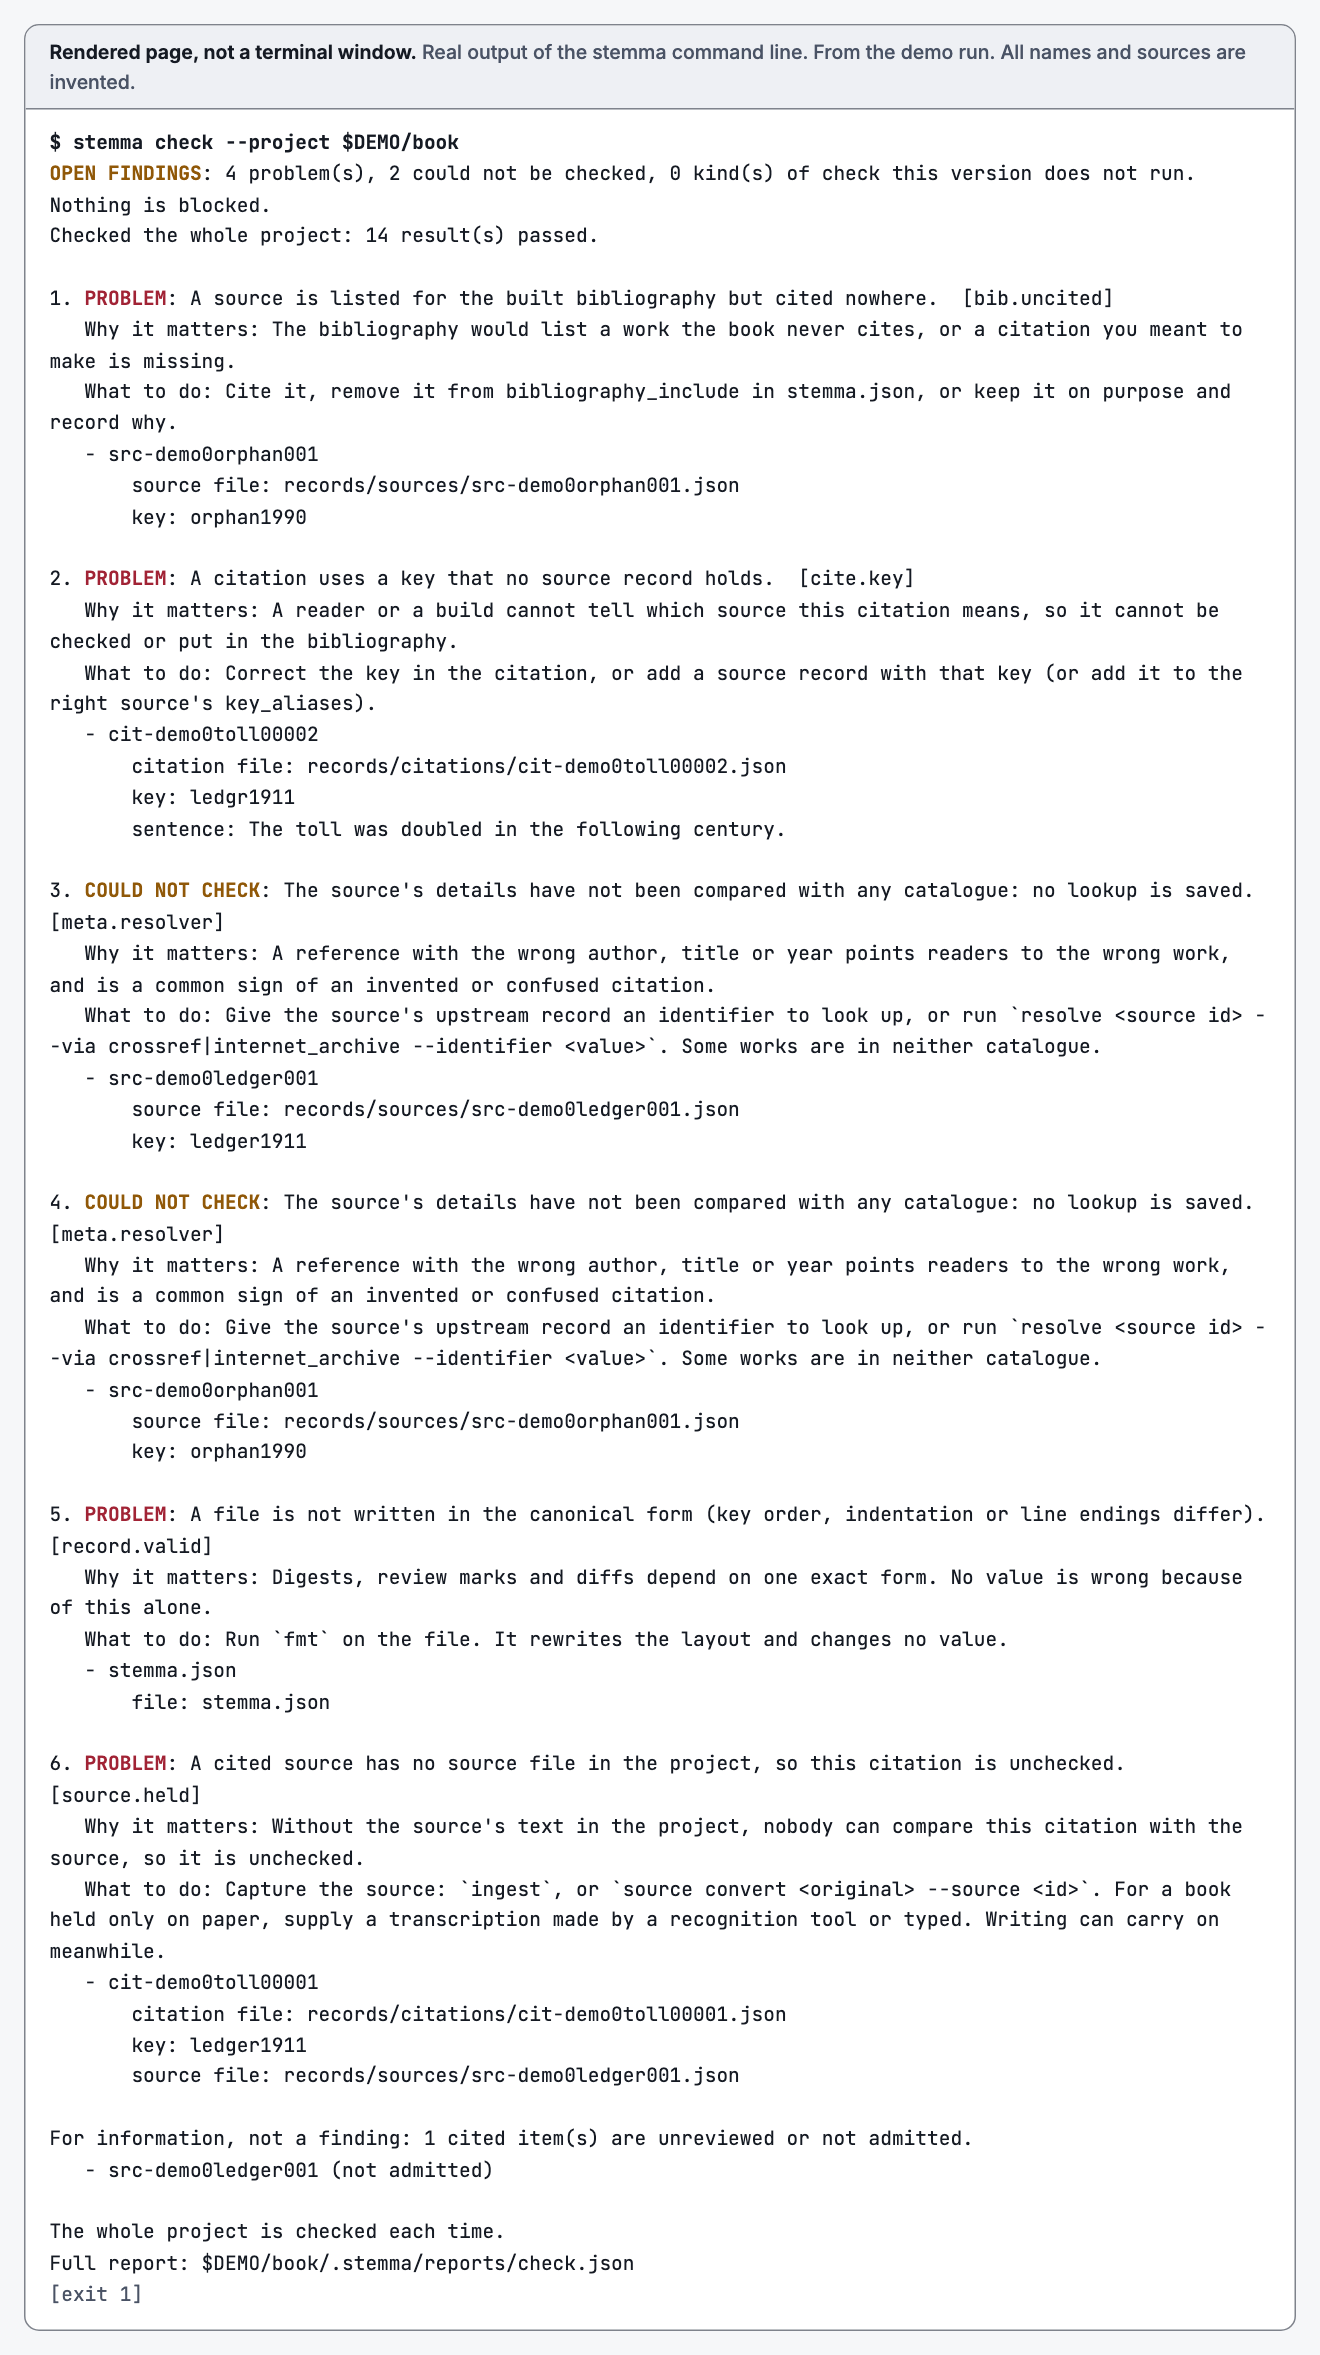 Rendered page, not a terminal window. Real output of the stemma command line. From the demo run. All names and sources are
invented.
$ stemma check --project $DEMO/book
OPEN FINDINGS: 4 problem(s), 2 could not be checked, 0 kind(s) of check this version does not run.
Nothing is blocked.
Checked the whole project: 14 result(s) passed.

1. PROBLEM: A source is listed for the built bibliography but cited nowhere.  [bib.uncited]
   Why it matters: The bibliography would list a work the book never cites, or a citation you meant to
make is missing.
   What to do: Cite it, remove it from bibliography_include in stemma.json, or keep it on purpose and
record why.
   - src-demo0orphan001
       source file: records/sources/src-demo0orphan001.json
       key: orphan1990

2. PROBLEM: A citation uses a key that no source record holds.  [cite.key]
   Why it matters: A reader or a build cannot tell which source this citation means, so it cannot be
checked or put in the bibliography.
   What to do: Correct the key in the citation, or add a source record with that key (or add it to the
right source's key_aliases).
   - cit-demo0toll00002
       citation file: records/citations/cit-demo0toll00002.json
       key: ledgr1911
       sentence: The toll was doubled in the following century.

3. COULD NOT CHECK: The source's details have not been compared with any catalogue: no lookup is saved.
[meta.resolver]
   Why it matters: A reference with the wrong author, title or year points readers to the wrong work,
and is a common sign of an invented or confused citation.
   What to do: Give the source's upstream record an identifier to look up, or run `resolve <source id> -
-via crossref|internet_archive --identifier <value>`. Some works are in neither catalogue.
   - src-demo0ledger001
       source file: records/sources/src-demo0ledger001.json
       key: ledger1911

4. COULD NOT CHECK: The source's details have not been compared with any catalogue: no lookup is saved.
[meta.resolver]
   Why it matters: A reference with the wrong author, title or year points readers to the wrong work,
and is a common sign of an invented or confused citation.
   What to do: Give the source's upstream record an identifier to look up, or run `resolve <source id> -
-via crossref|internet_archive --identifier <value>`. Some works are in neither catalogue.
   - src-demo0orphan001
       source file: records/sources/src-demo0orphan001.json
       key: orphan1990

5. PROBLEM: A file is not written in the canonical form (key order, indentation or line endings differ).
[record.valid]
   Why it matters: Digests, review marks and diffs depend on one exact form. No value is wrong because
of this alone.
   What to do: Run `fmt` on the file. It rewrites the layout and changes no value.
   - stemma.json
       file: stemma.json

6. PROBLEM: A cited source has no source file in the project, so this citation is unchecked.
[source.held]
   Why it matters: Without the source's text in the project, nobody can compare this citation with the
source, so it is unchecked.
   What to do: Capture the source: `ingest`, or `source convert <original> --source <id>`. For a book
held only on paper, supply a transcription made by a recognition tool or typed. Writing can carry on
meanwhile.
   - cit-demo0toll00001
       citation file: records/citations/cit-demo0toll00001.json
       key: ledger1911
       source file: records/sources/src-demo0ledger001.json

For information, not a finding: 1 cited item(s) are unreviewed or not admitted.
   - src-demo0ledger001 (not admitted)

The whole project is checked each time.
Full report: $DEMO/book/.stemma/reports/check.json
[exit 1]